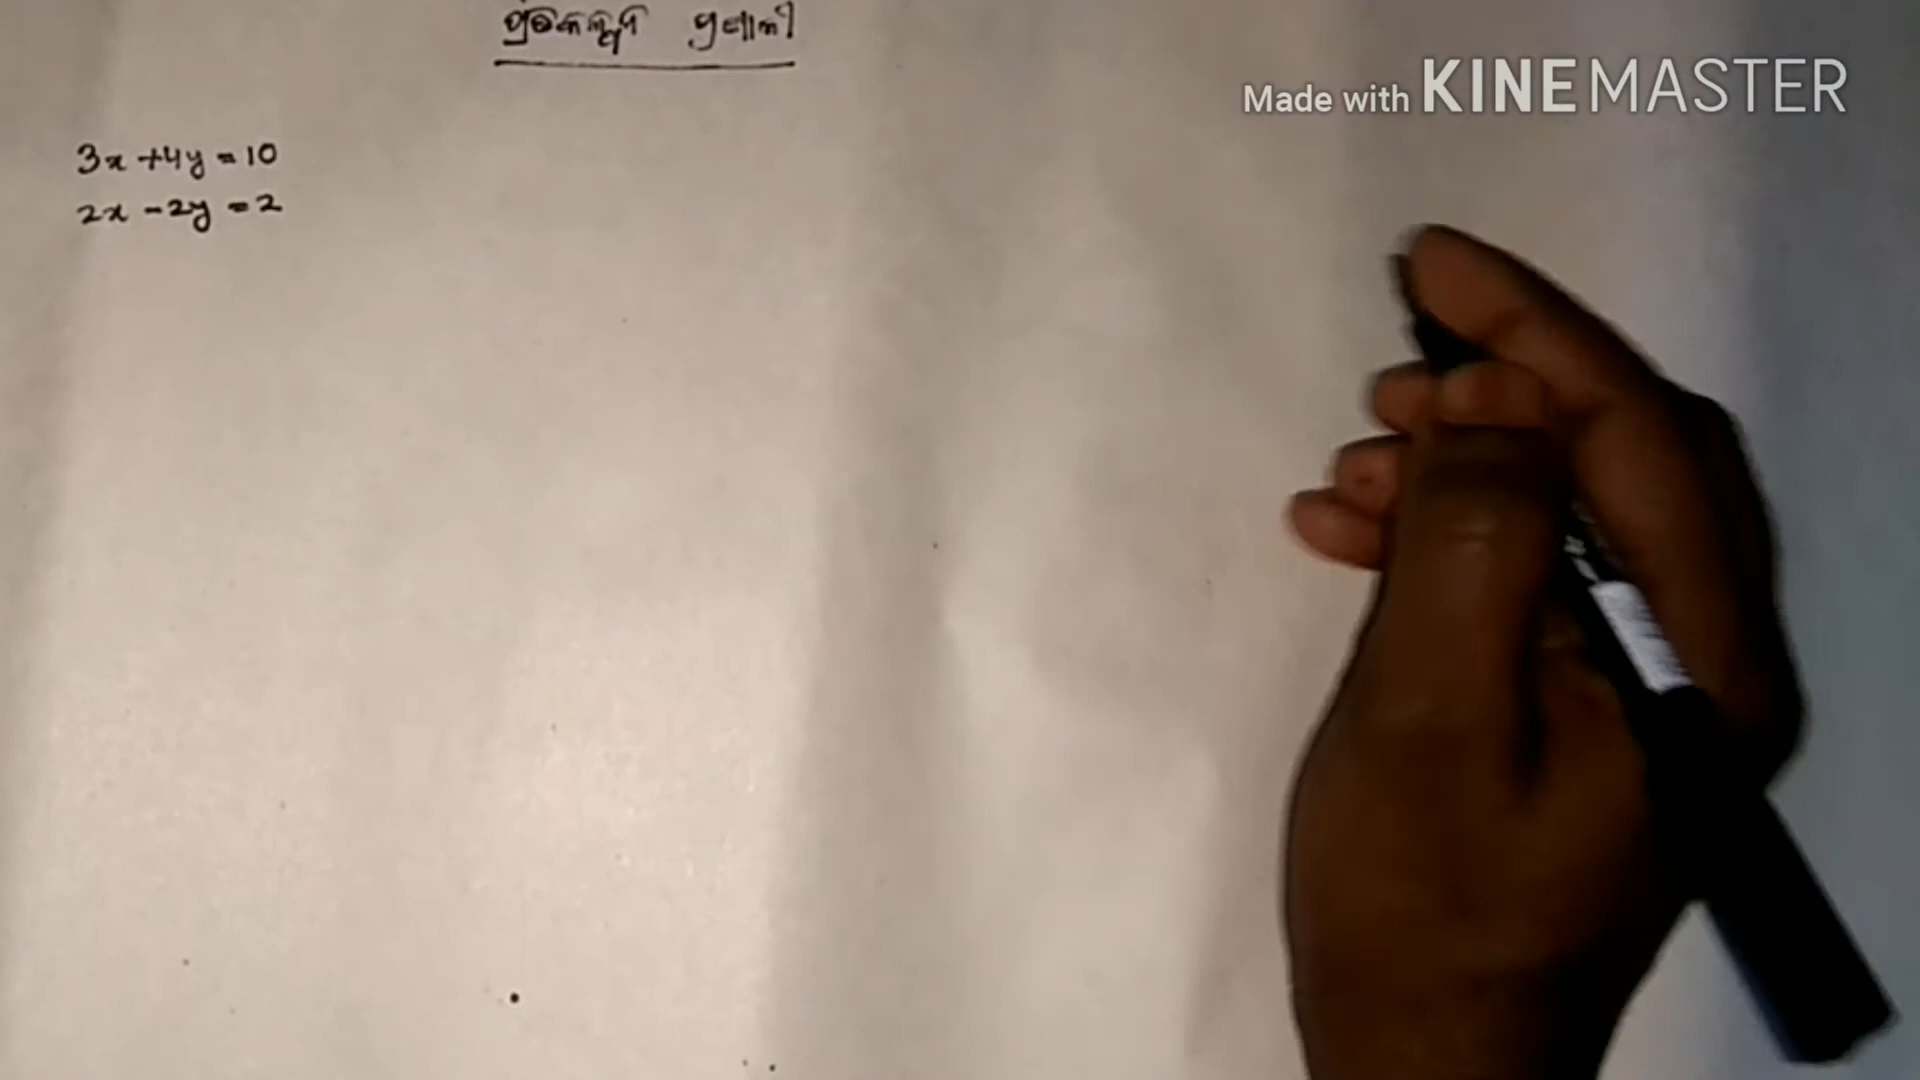 ପ୍ରତିକଳ୍ପନ ପ୍ରଣାଳୀ
Made with KINEMASTER
3x + 4y = 10
2x - 2y = 2